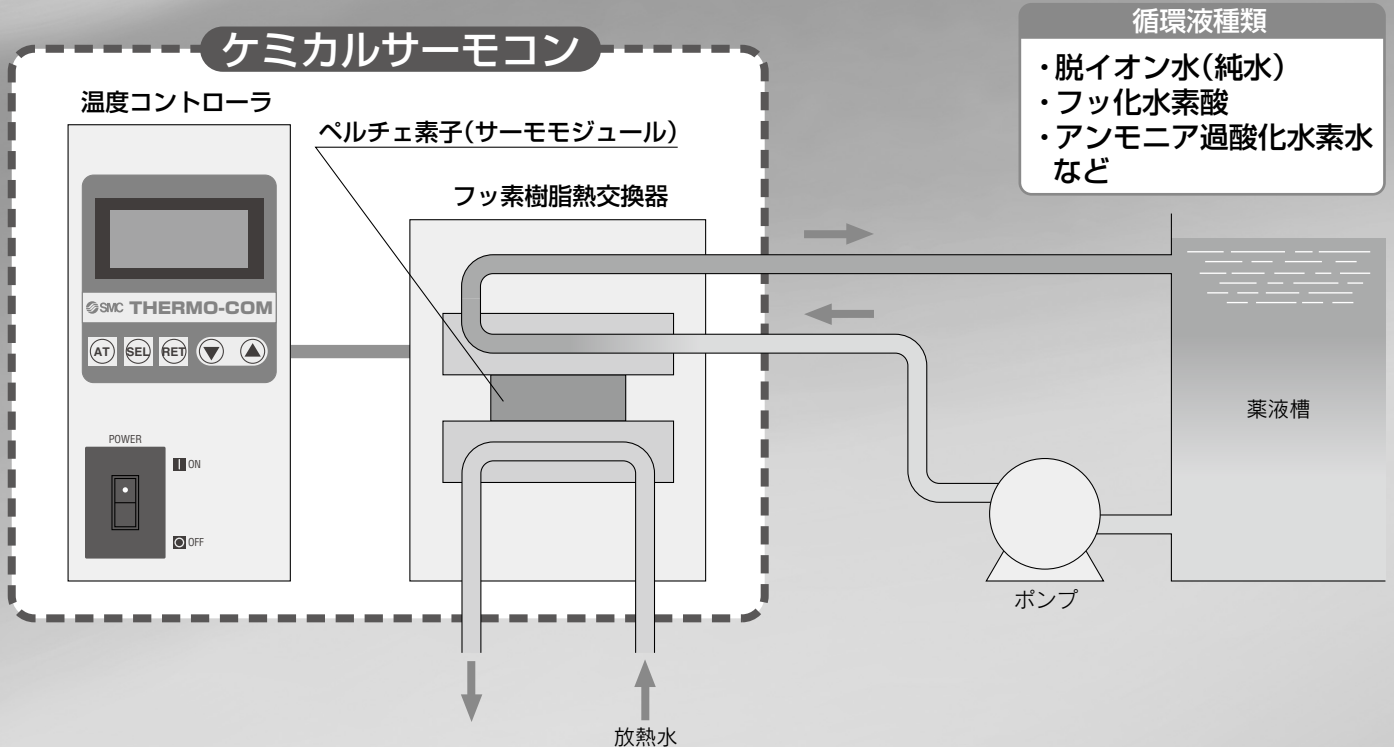 ケミカルサーモコン
循環液種類
・脱イオン水(純水)
・フッ化水素酸
・アンモニア過酸化水素水
など
温度コントローラ
ペルチェ素子(サーモモジュール)
フッ素樹脂熱交換器
SMC THERMO-COM
AT SEL RET
POWER
ON
OFF
薬液槽
ポンプ
放熱水